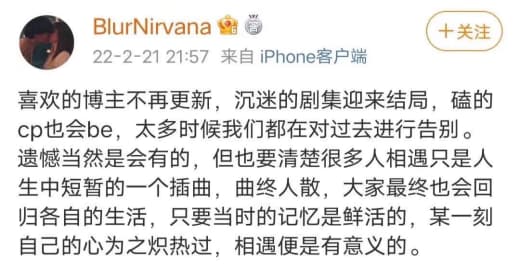 BlurNirvana
+关注
22-2-21 21:57 来自 iPhone客户端
喜欢的博主不再更新，沉迷的剧集迎来结局，磕的
cp也会be，太多时候我们都在对过去进行告别。
遗憾当然是会有的，但也要清楚很多人相遇只是人
生中短暂的一个插曲，曲终人散，大家最终也会回
归各自的生活，只要当时的记忆是鲜活的，某一刻
自己的心为之炽热过，相遇便是有意义的。